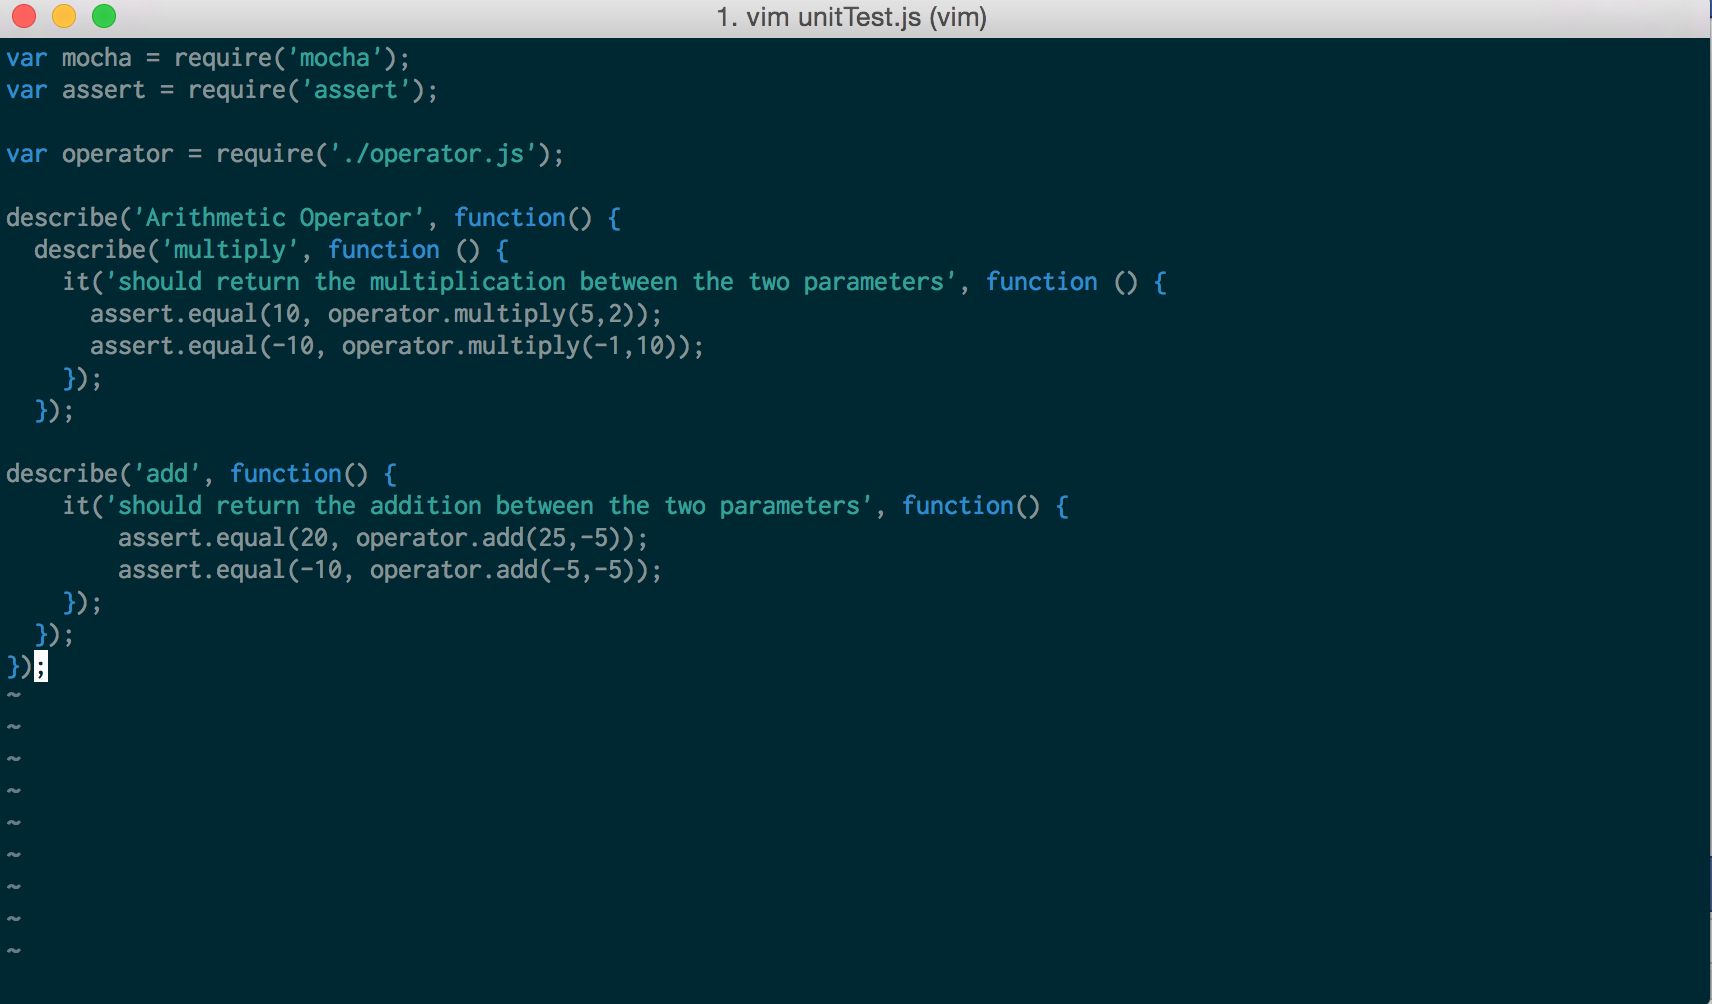 1. vim unitTest.js (vim)
var mocha = require('mocha');
var assert = require('assert');

var operator = require('./operator.js');

describe('Arithmetic Operator', function() {
  describe('multiply', function () {
    it('should return the multiplication between the two parameters', function () {
      assert.equal(10, operator.multiply(5,2));
      assert.equal(-10, operator.multiply(-1,10));
    });
  });

describe('add', function() {
    it('should return the addition between the two parameters', function() {
        assert.equal(20, operator.add(25,-5));
        assert.equal(-10, operator.add(-5,-5));
    });
  });
});
~
~
~
~
~
~
~
~
~